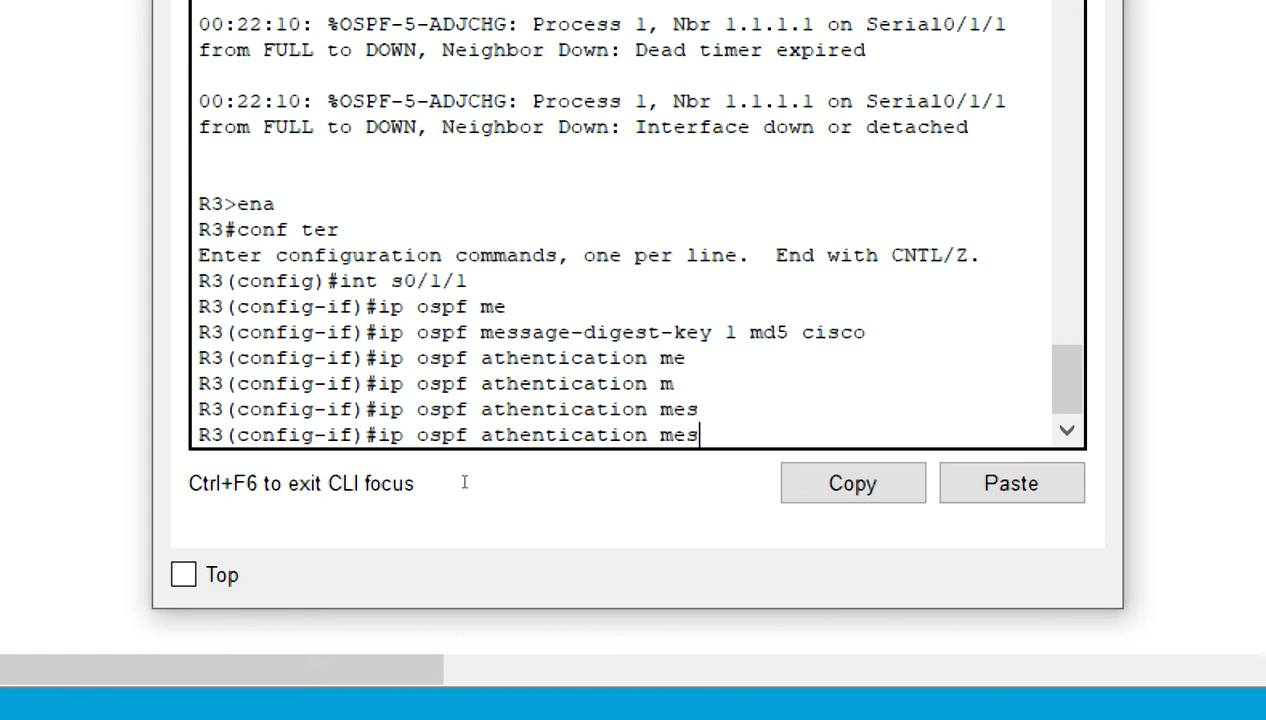 00:22:10: %OSPF-5-ADJCHG: Process 1, Nbr 1.1.1.1 on Serial0/1/1
from FULL to DOWN, Neighbor Down: Dead timer expired
00:22:10: %OSPF-5-ADJCHG: Process 1, Nbr 1.1.1.1 on Serial0/1/1
from FULL to DOWN, Neighbor Down: Interface down or detached
R3>ena
R3#conf ter
Enter configuration commands, one per line.  End with CNTL/Z.
R3(config)#int s0/1/1
R3(config-if)#ip ospf me
R3(config-if)#ip ospf message-digest-key 1 md5 cisco
R3(config-if)#ip ospf athentication me
R3(config-if)#ip ospf athentication m
R3(config-if)#ip ospf athentication mes
R3(config-if)#ip ospf athentication mes
Ctrl+F6 to exit CLI focus
Copy
Paste
Top